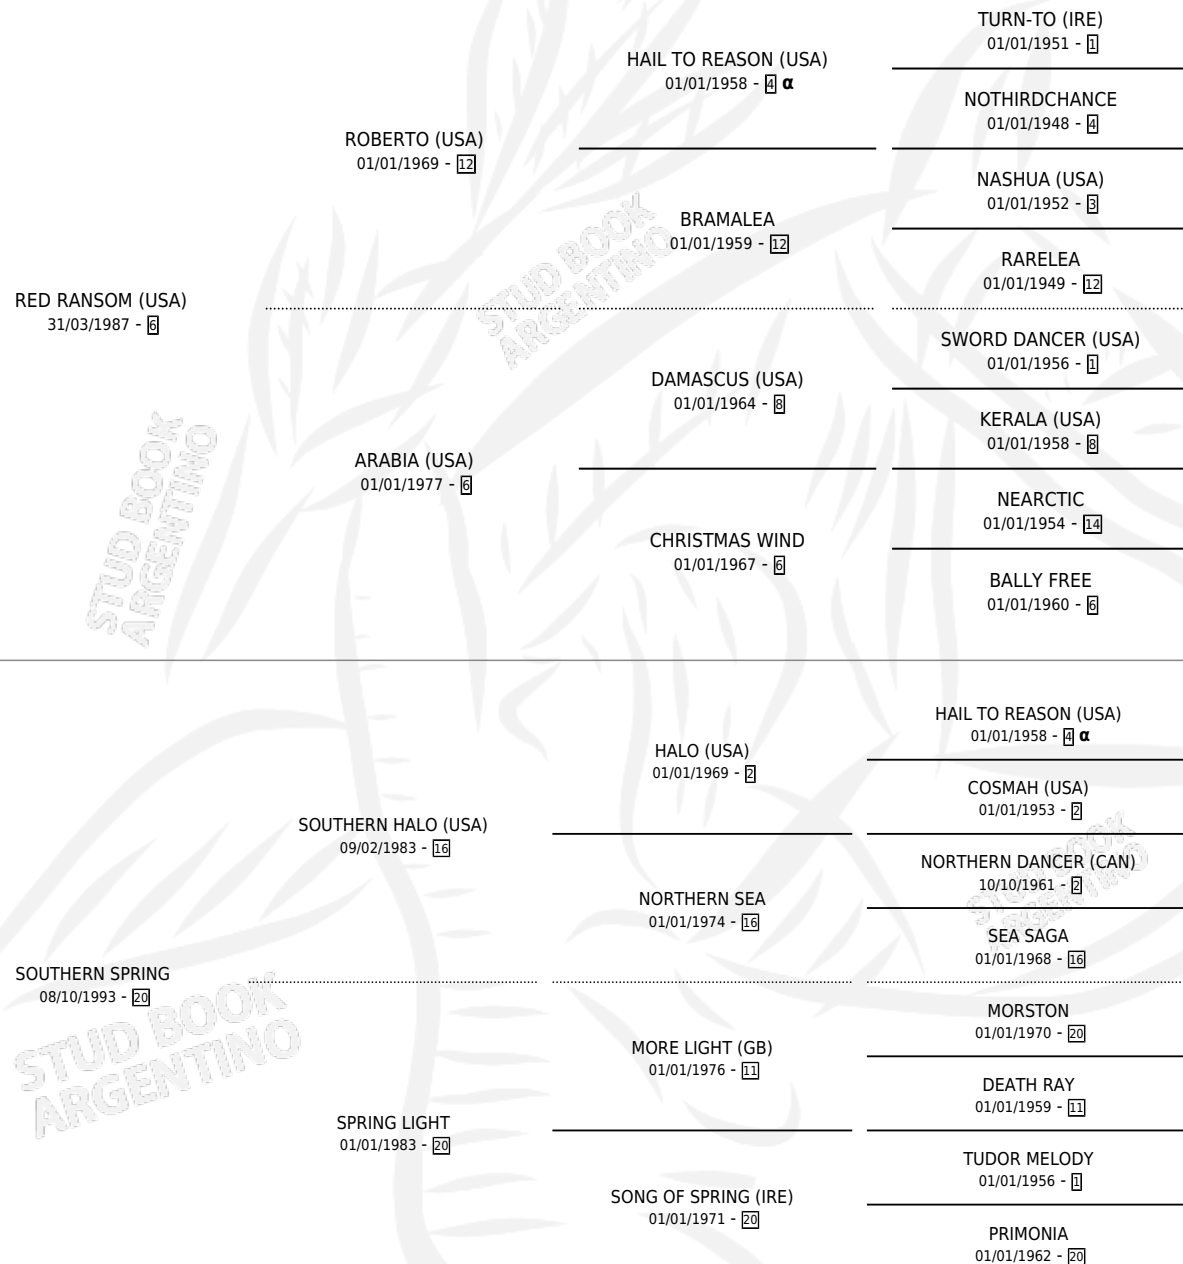 TURN-TO (IRE)
01/01/1951 - 1
HAIL TO REASON (USA)
01/01/1958 - 4 α
NOTHIRDCHANCE
01/01/1948 - 4
ROBERTO (USA)
01/01/1969 - 12
NASHUA (USA)
01/01/1952 - 3
BRAMALEA
01/01/1959 - 12
RARELEA
01/01/1949 - 12
RED RANSOM (USA)
31/03/1987 - 6
SWORD DANCER (USA)
01/01/1956 - 1
DAMASCUS (USA)
01/01/1964 - 8
KERALA (USA)
01/01/1958 - 8
ARABIA (USA)
01/01/1977 - 6
NEARCTIC
01/01/1954 - 14
CHRISTMAS WIND
01/01/1967 - 6
BALLY FREE
01/01/1960 - 6
HAIL TO REASON (USA)
01/01/1958 - 4 α
HALO (USA)
01/01/1969 - 2
COSMAH (USA)
01/01/1953 - 2
SOUTHERN HALO (USA)
09/02/1983 - 16
NORTHERN DANCER (CAN)
10/10/1961 - 2
NORTHERN SEA
01/01/1974 - 16
SEA SAGA
01/01/1968 - 16
SOUTHERN SPRING
08/10/1993 - 20
MORSTON
01/01/1970 - 20
MORE LIGHT (GB)
01/01/1976 - 11
DEATH RAY
01/01/1959 - 11
SPRING LIGHT
01/01/1983 - 20
TUDOR MELODY
01/01/1956 - 1
SONG OF SPRING (IRE)
01/01/1971 - 20
PRIMONIA
01/01/1962 - 20
STUD BOOK
ARGENTINO
STUD BOOK
ARGENTINO
STUD BOOK
ARGENTINO
STUD BOOK
ARGENTINO